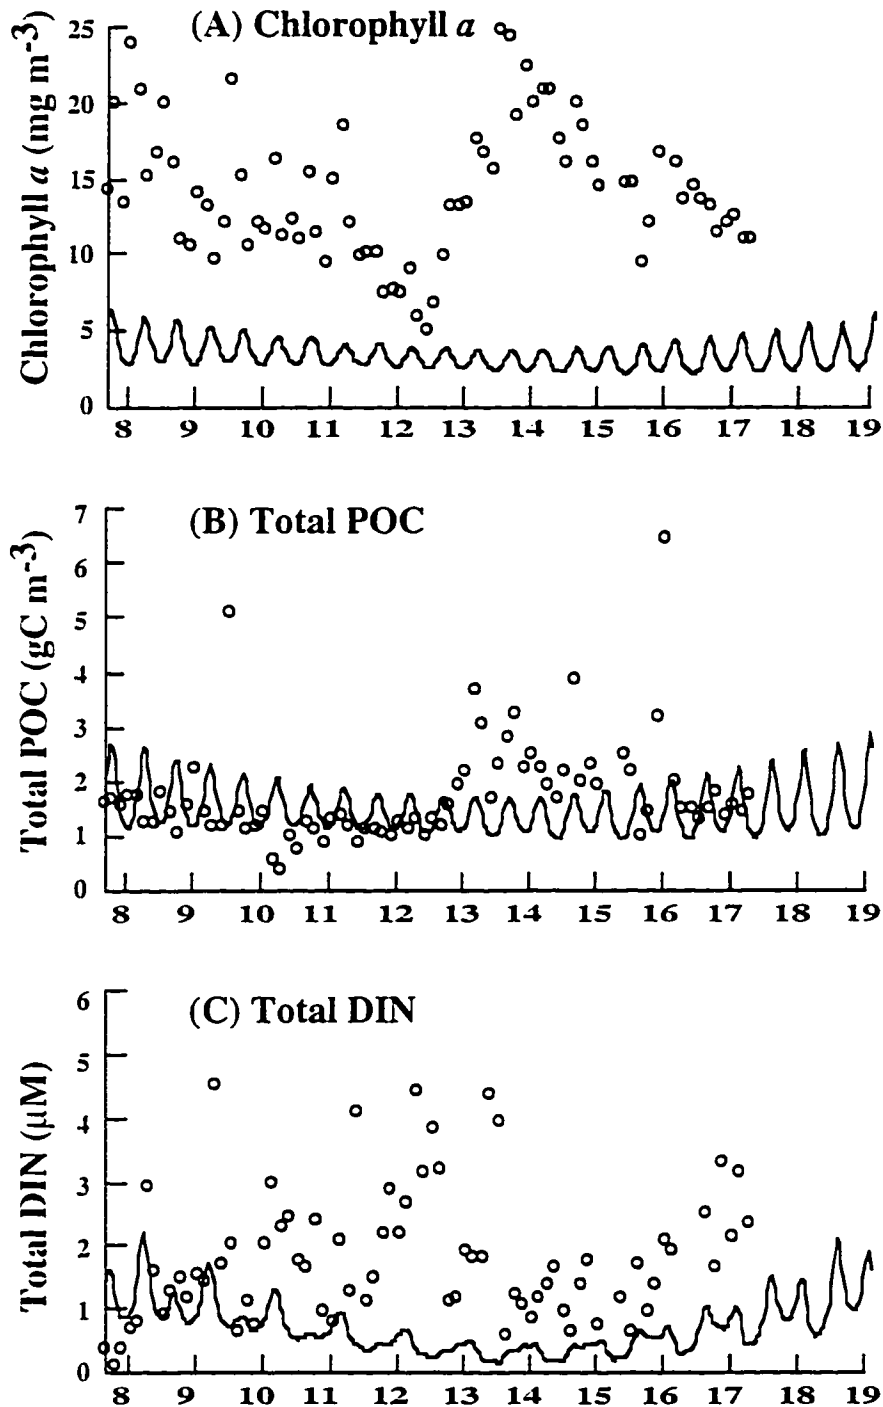 (A) Chlorophyll a
Chlorophyll a (mg m-3)
25
20
15
10
5
0
8 9 10 11 12 13 14 15 16 17 18 19
(B) Total POC
Total POC (gC m-3)
7
6
5
4
3
2
1
0
8 9 10 11 12 13 14 15 16 17 18 19
(C) Total DIN
Total DIN (μM)
6
5
4
3
2
1
0
8 9 10 11 12 13 14 15 16 17 18 19